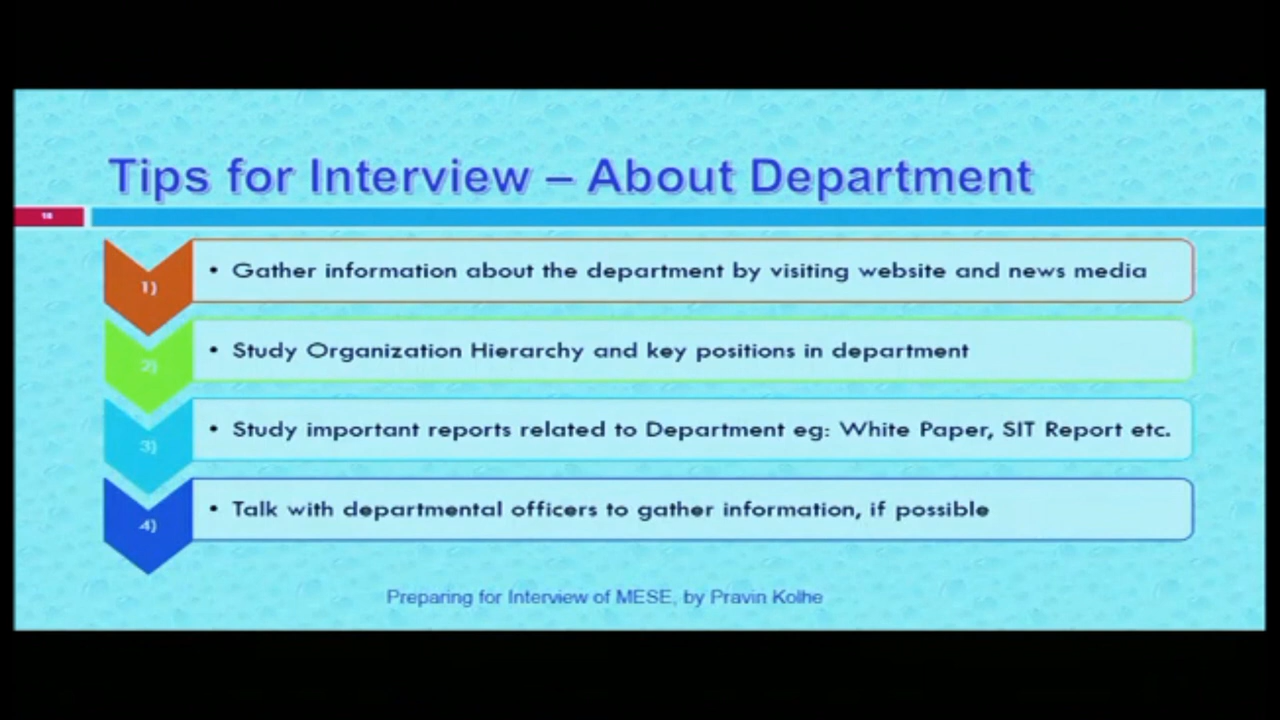 Tips for Interview – About Department
18
1)
• Gather information about the department by visiting website and news media
2)
• Study Organization Hierarchy and key positions in department
3)
• Study important reports related to Department eg: White Paper, SIT Report etc.
4)
• Talk with departmental officers to gather information, if possible
Preparing for Interview of MESE, by Pravin Kolhe